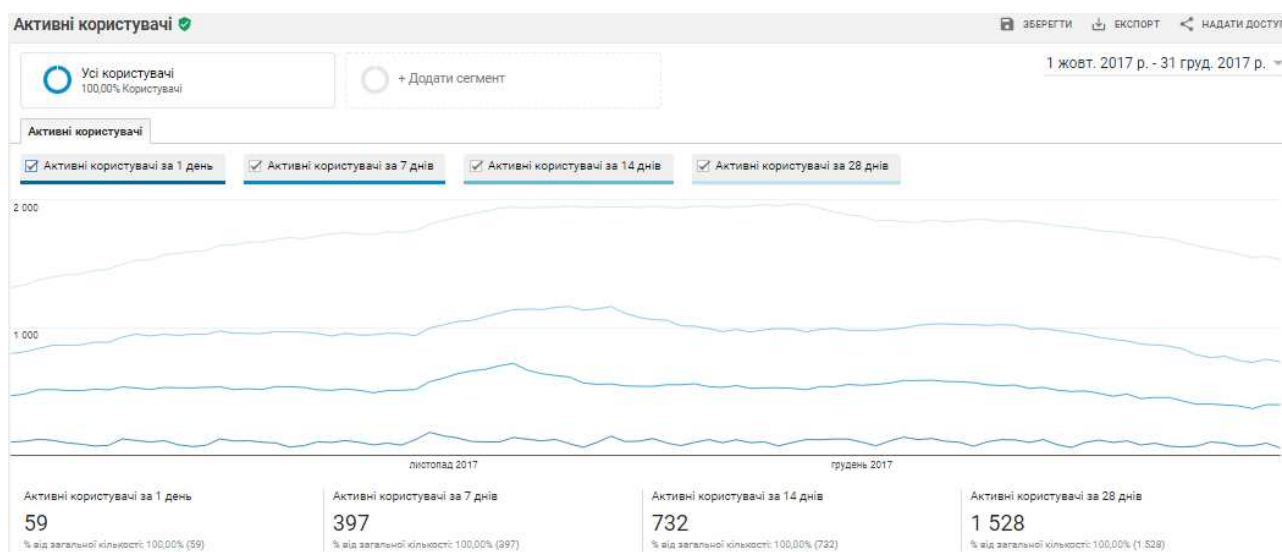 Активні користувачі
ЗБЕРЕГТИ ЕКСПОРТ НАДАТИ ДОСТУП
Усі користувачі
100,00% Користувачі
+ Додати сегмент
1 жовт. 2017 р. - 31 груд. 2017 р.
Активні користувачі
Активні користувачі за 1 день Активні користувачі за 7 днів Активні користувачі за 14 днів Активні користувачі за 28 днів
2 000
1 000
листопад 2017 грудень 2017
Активні користувачі за 1 день Активні користувачі за 7 днів Активні користувачі за 14 днів Активні користувачі за 28 днів
59 397 732 1 528
% від загальної кількості: 100,00% (59) % від загальної кількості: 100,00% (397) % від загальної кількості: 100,00% (732) % від загальної кількості: 100,00% (1 528)